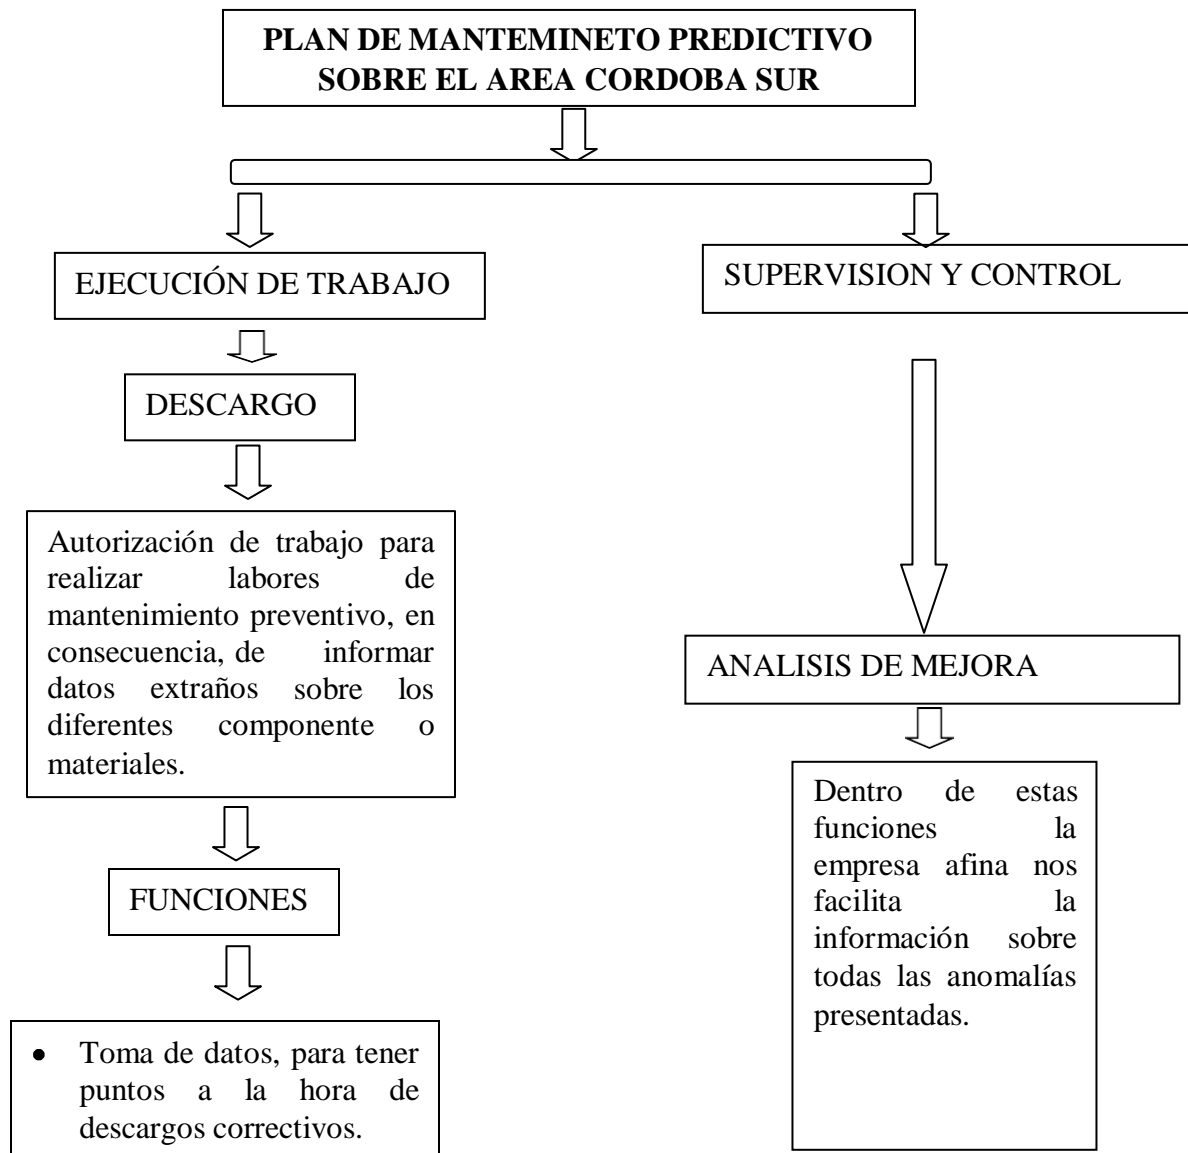 PLAN DE MANTEMINETO PREDICTIVO
SOBRE EL AREA CORDOBA SUR
EJECUCIÓN DE TRABAJO
SUPERVISION Y CONTROL
DESCARGO
Autorización de trabajo para
realizar labores de
mantenimiento preventivo, en
consecuencia, de informar
datos extraños sobre los
diferentes componente o
materiales.
ANALISIS DE MEJORA
Dentro de estas
funciones la
empresa afina nos
facilita la
información sobre
todas las anomalías
presentadas.
FUNCIONES
• Toma de datos, para tener
puntos a la hora de
descargos correctivos.